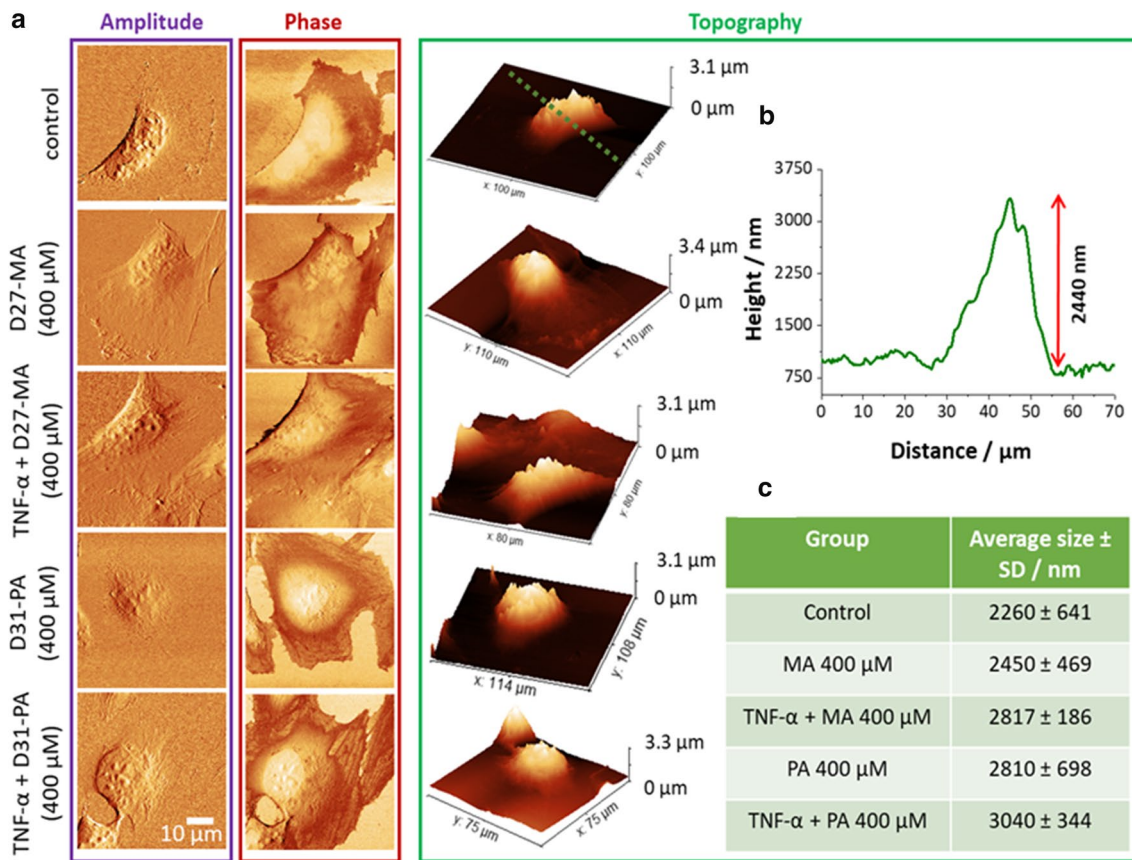 a
Amplitude
Phase
Topography
control
D27-MA
(400 µM)
TNF-α + D27-MA
(400 µM)
D31-PA
(400 µM)
TNF-α + D31-PA
(400 µM)
10 µm
3.1 µm
0 µm
x: 100 µm
y: 100 µm
3.4 µm
0 µm
y: 110 µm
x: 110 µm
3.1 µm
0 µm
x: 80 µm
y: 80 µm
3.1 µm
0 µm
x: 114 µm
y: 108 µm
3.3 µm
0 µm
y: 75 µm
x: 75 µm
b
Height / nm
3750
3000
2250
1500
750
0 10 20 30 40 50 60 70
Distance / µm
2440 nm
c
Group Average size ±
SD / nm
Control 2260 ± 641
MA 400 µM 2450 ± 469
TNF-α + MA 400 µM 2817 ± 186
PA 400 µM 2810 ± 698
TNF-α + PA 400 µM 3040 ± 344